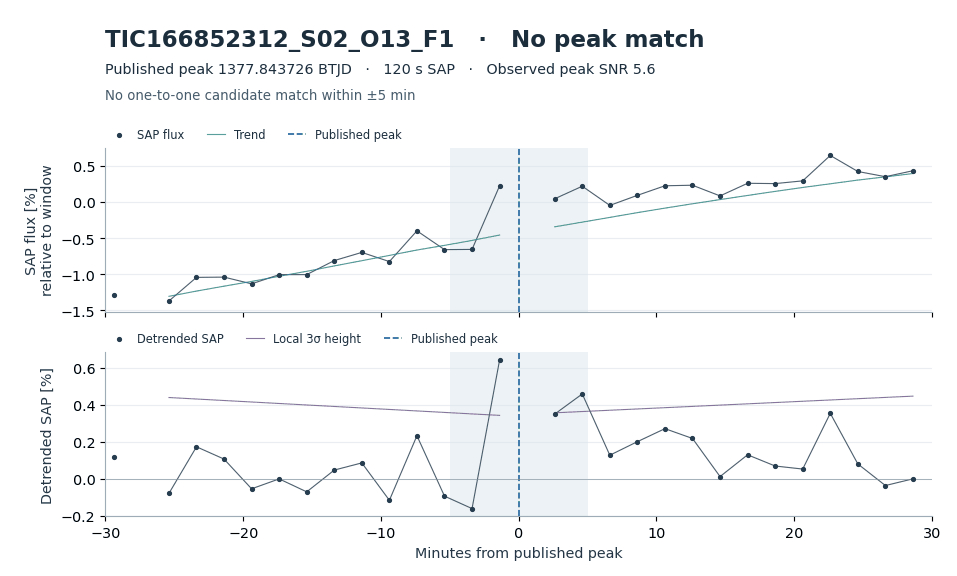 TIC166852312_S02_O13_F1 · No peak match
Published peak 1377.843726 BTJD · 120 s SAP · Observed peak SNR 5.6
No one-to-one candidate match within ±5 min
SAP flux Trend Published peak
SAP flux [%]
relative to window
0.5
0.0
−0.5
−1.0
−1.5
Detrended SAP Local 3σ height Published peak
Detrended SAP [%]
0.6
0.4
0.2
0.0
−0.2
−30 −20 −10 0 10 20 30
Minutes from published peak